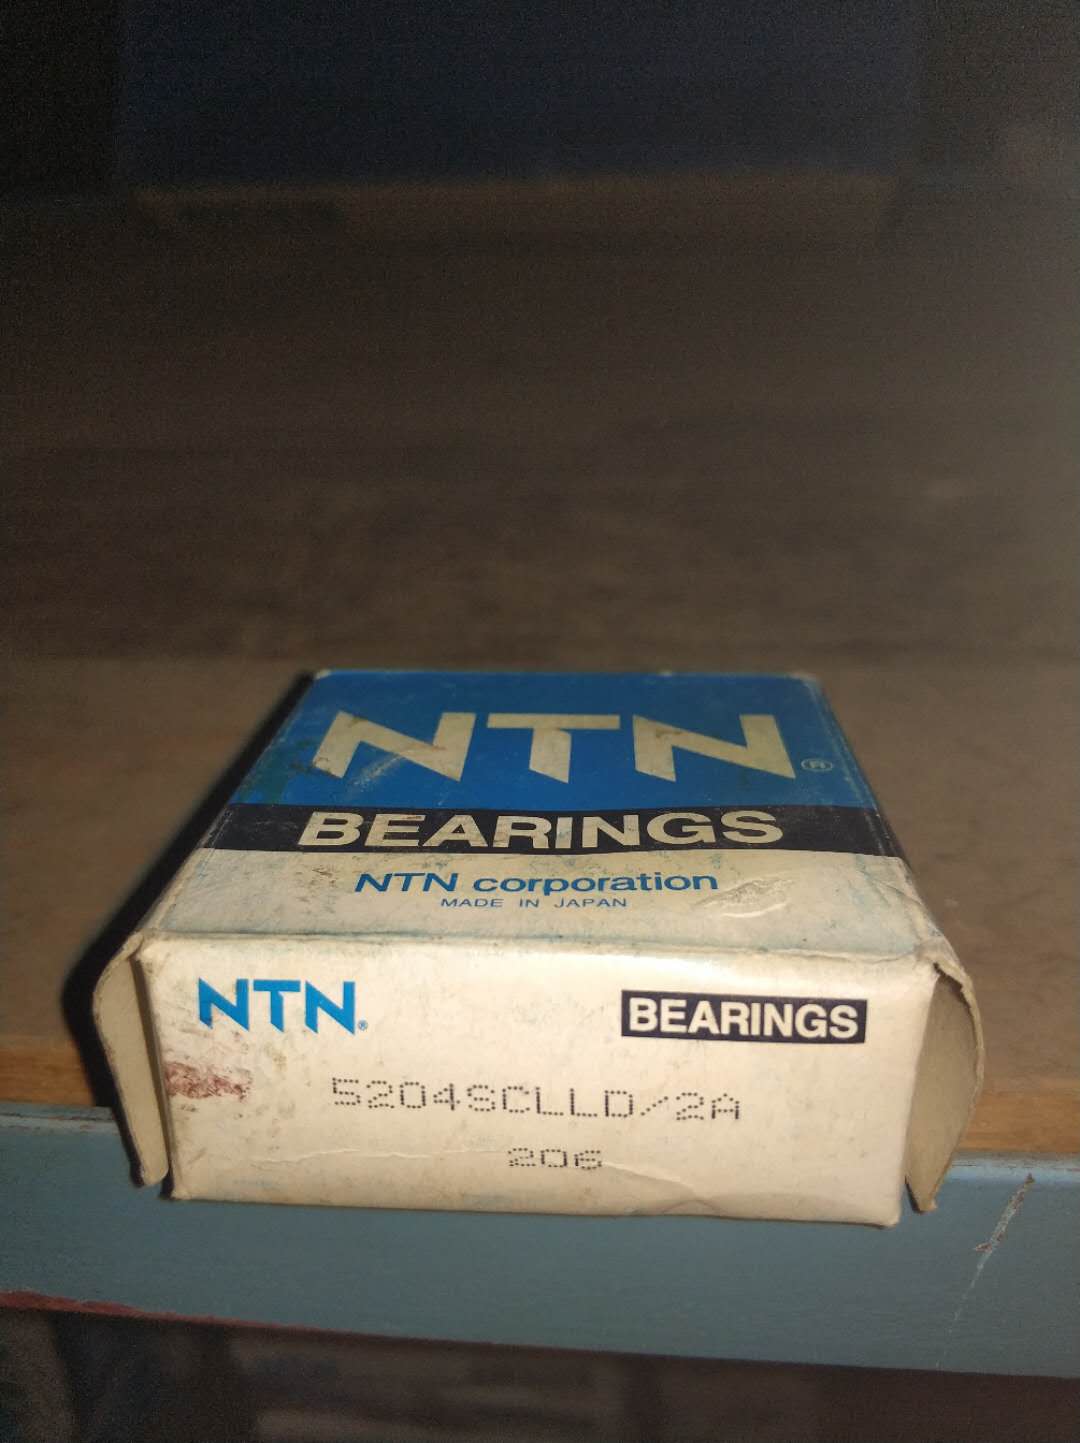 NTN®
BEARINGS
NTN corporation
MADE IN JAPAN
NTN® BEARINGS
5204SCLLD/2A
206